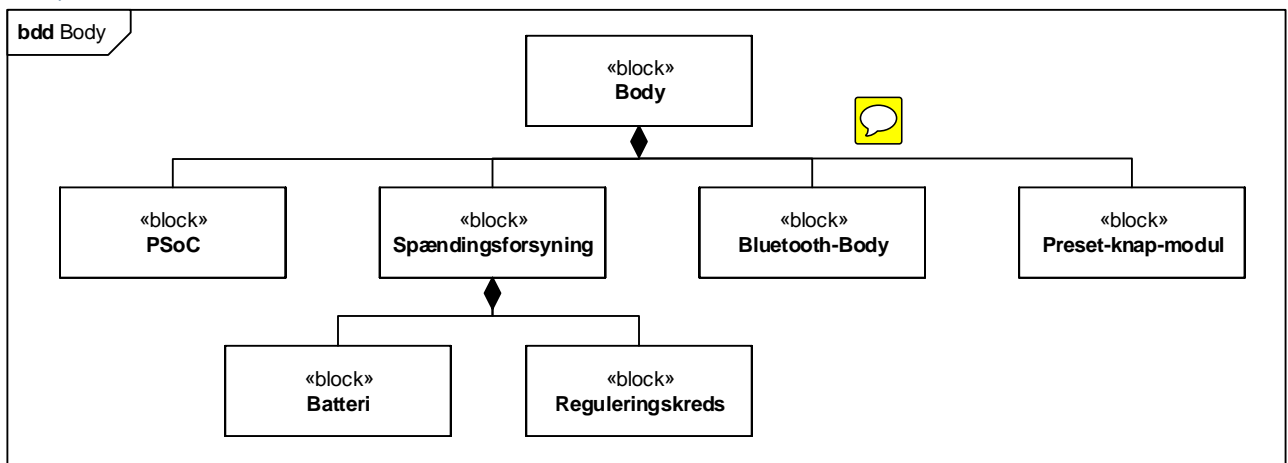 bdd Body
«block»
Body
«block»
PSoC
«block»
Spændingsforsyning
«block»
Bluetooth-Body
«block»
Preset-knap-modul
«block»
Batteri
«block»
Reguleringskreds